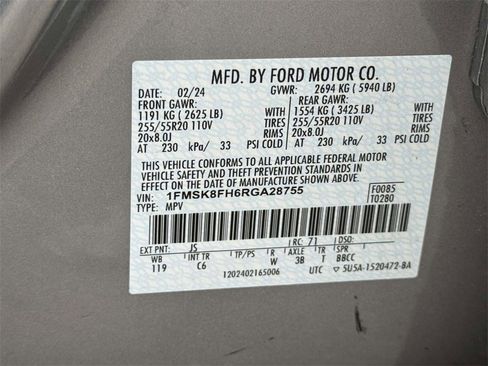 MFD. BY FORD MOTOR CO.
DATE: 02/24 GVWR: 2694 KG ( 5940 LB)
FRONT GAWR: REAR GAWR:
1191 KG ( 2625 LB) WITH 1554 KG ( 3425 LB) WITH
255/55R20 110V TIRES 255/55R20 110V TIRES
20x8.0J RIMS 20x8.0J RIMS
AT 230 kPa/ 33 PSI COLD AT 230 kPa/ 33 PSI COLD
THIS VEHICLE CONFORMS TO ALL APPLICABLE FEDERAL MOTOR
VEHICLE SAFETY AND THEFT PREVENTION STANDARDS IN EFFECT
ON THE DATE OF MANUFACTURE SHOWN ABOVE.
VIN: 1FMSK8FH6RGA28755 F0085
TYPE: MPV T0280
EXT PNT: JS RC: 71 DSO:
WB INT TR TP/PS R AXLE TR SPR
119 C6 W 3B T BBCC
1202402165006 UTC ▽ 5U5A-1520472-BA